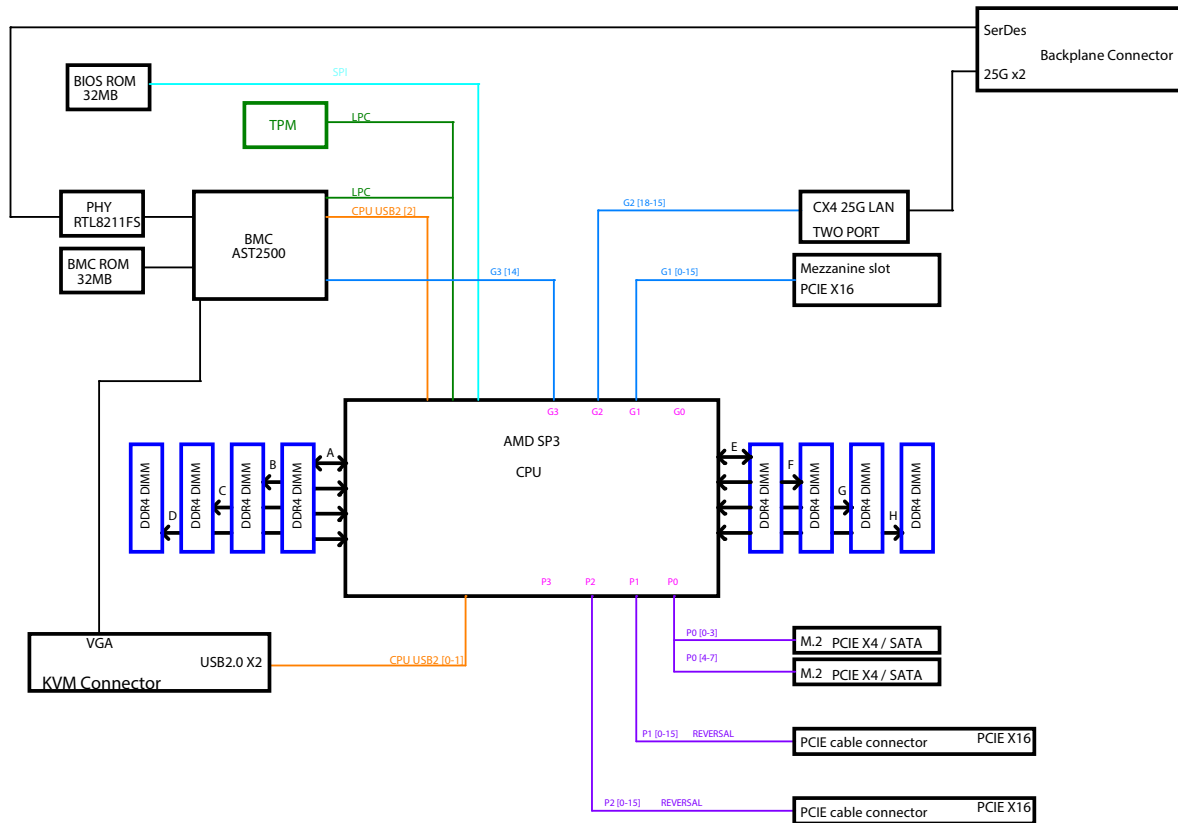 SerDes
Backplane Connector
25G x2
SPI
BIOS ROM
32MB
TPM
LPC
LPC
PHY
RTL8211FS
CPU USB2 [2]
BMC
AST2500
G2 [18-15]
CX4 25G LAN
TWO PORT
BMC ROM
32MB
G3 [14]
G1 [0-15]
Mezzanine slot
PCIE X16
G3
G2
G1
G0
AMD SP3
CPU
A
B
C
D
E
F
G
H
DDR4 DIMM
DDR4 DIMM
DDR4 DIMM
DDR4 DIMM
DDR4 DIMM
DDR4 DIMM
DDR4 DIMM
DDR4 DIMM
P3
P2
P1
P0
VGA
USB2.0 X2
KVM Connector
CPU USB2 [0-1]
P0 [0-3]
M.2 PCIE X4 / SATA
P0 [4-7]
M.2 PCIE X4 / SATA
P1 [0-15] REVERSAL
PCIE cable connector PCIE X16
P2 [0-15] REVERSAL
PCIE cable connector PCIE X16